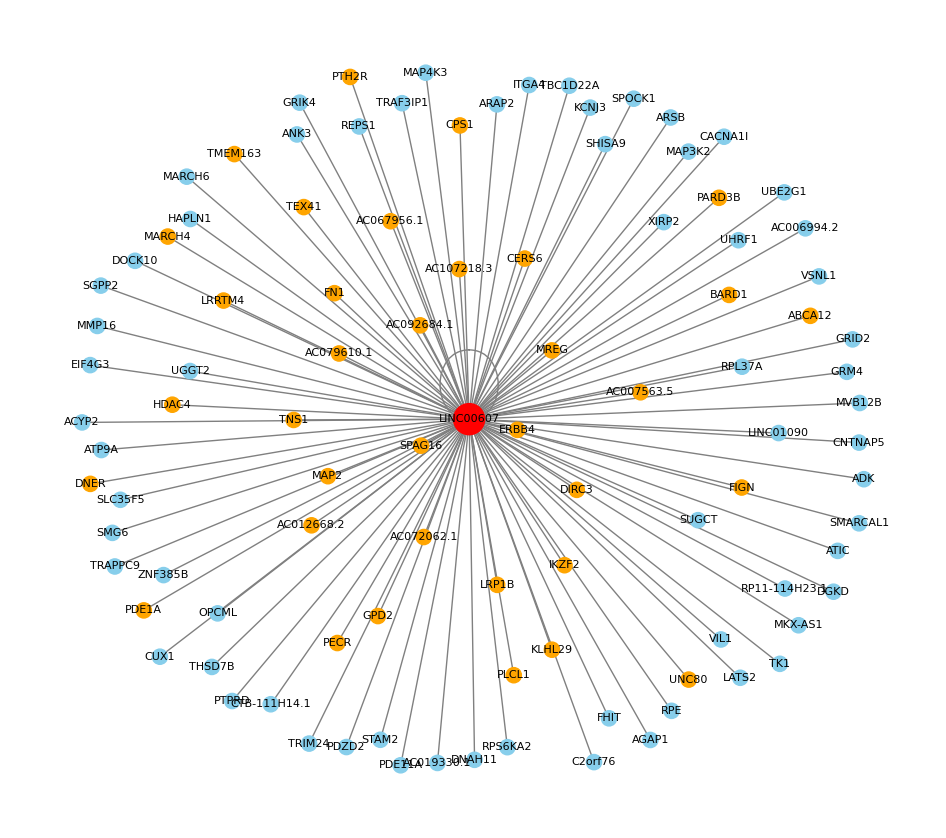 MAP4K3
PTH2R
ITGA4
TBC1D22A
GRIK4
TRAF3IP1
ARAP2
KCNJ3
SPOCK1
ARSB
REPS1
CPS1
ANK3
SHISA9
CACNA1I
TMEM163
MAP3K2
MARCH6
PARD3B
UBE2G1
TEX41
HAPLN1
AC067956.1
XIRP2
AC006994.2
MARCH4
UHRF1
DOCK10
CERS6
AC107218.3
VSNL1
SGPP2
FN1
BARD1
LRRTM4
ABCA12
MMP16
AC092684.1
GRID2
AC079610.1
MREG
EIF4G3
UGGT2
RPL37A
GRM4
AC007563.5
HDAC4
MVB12B
ACYP2
TNS1
LINC00607
ERBB4
LINC01090
CNTNAP5
ATP9A
SPAG16
MAP2
ADK
DNER
DIRC3
FIGN
SLC35F5
AC012668.2
SUGCT
SMARCAL1
SMG6
AC072062.1
ATIC
TRAPPC9
ZNF385B
IKZF2
LRP1B
DGKD
PDE1A
OPCML
GPD2
MKX-AS1
PECR
VIL1
CUX1
KLHL29
THSD7B
TK1
PLCL1
UNC80
LATS2
PTPRD
CTB-111H14.1
RPE
FHIT
TRIM24
PDZD2
STAM2
AGAP1
RPS6KA2
PDE11A
AC019330.1
DNAH11
C2orf76